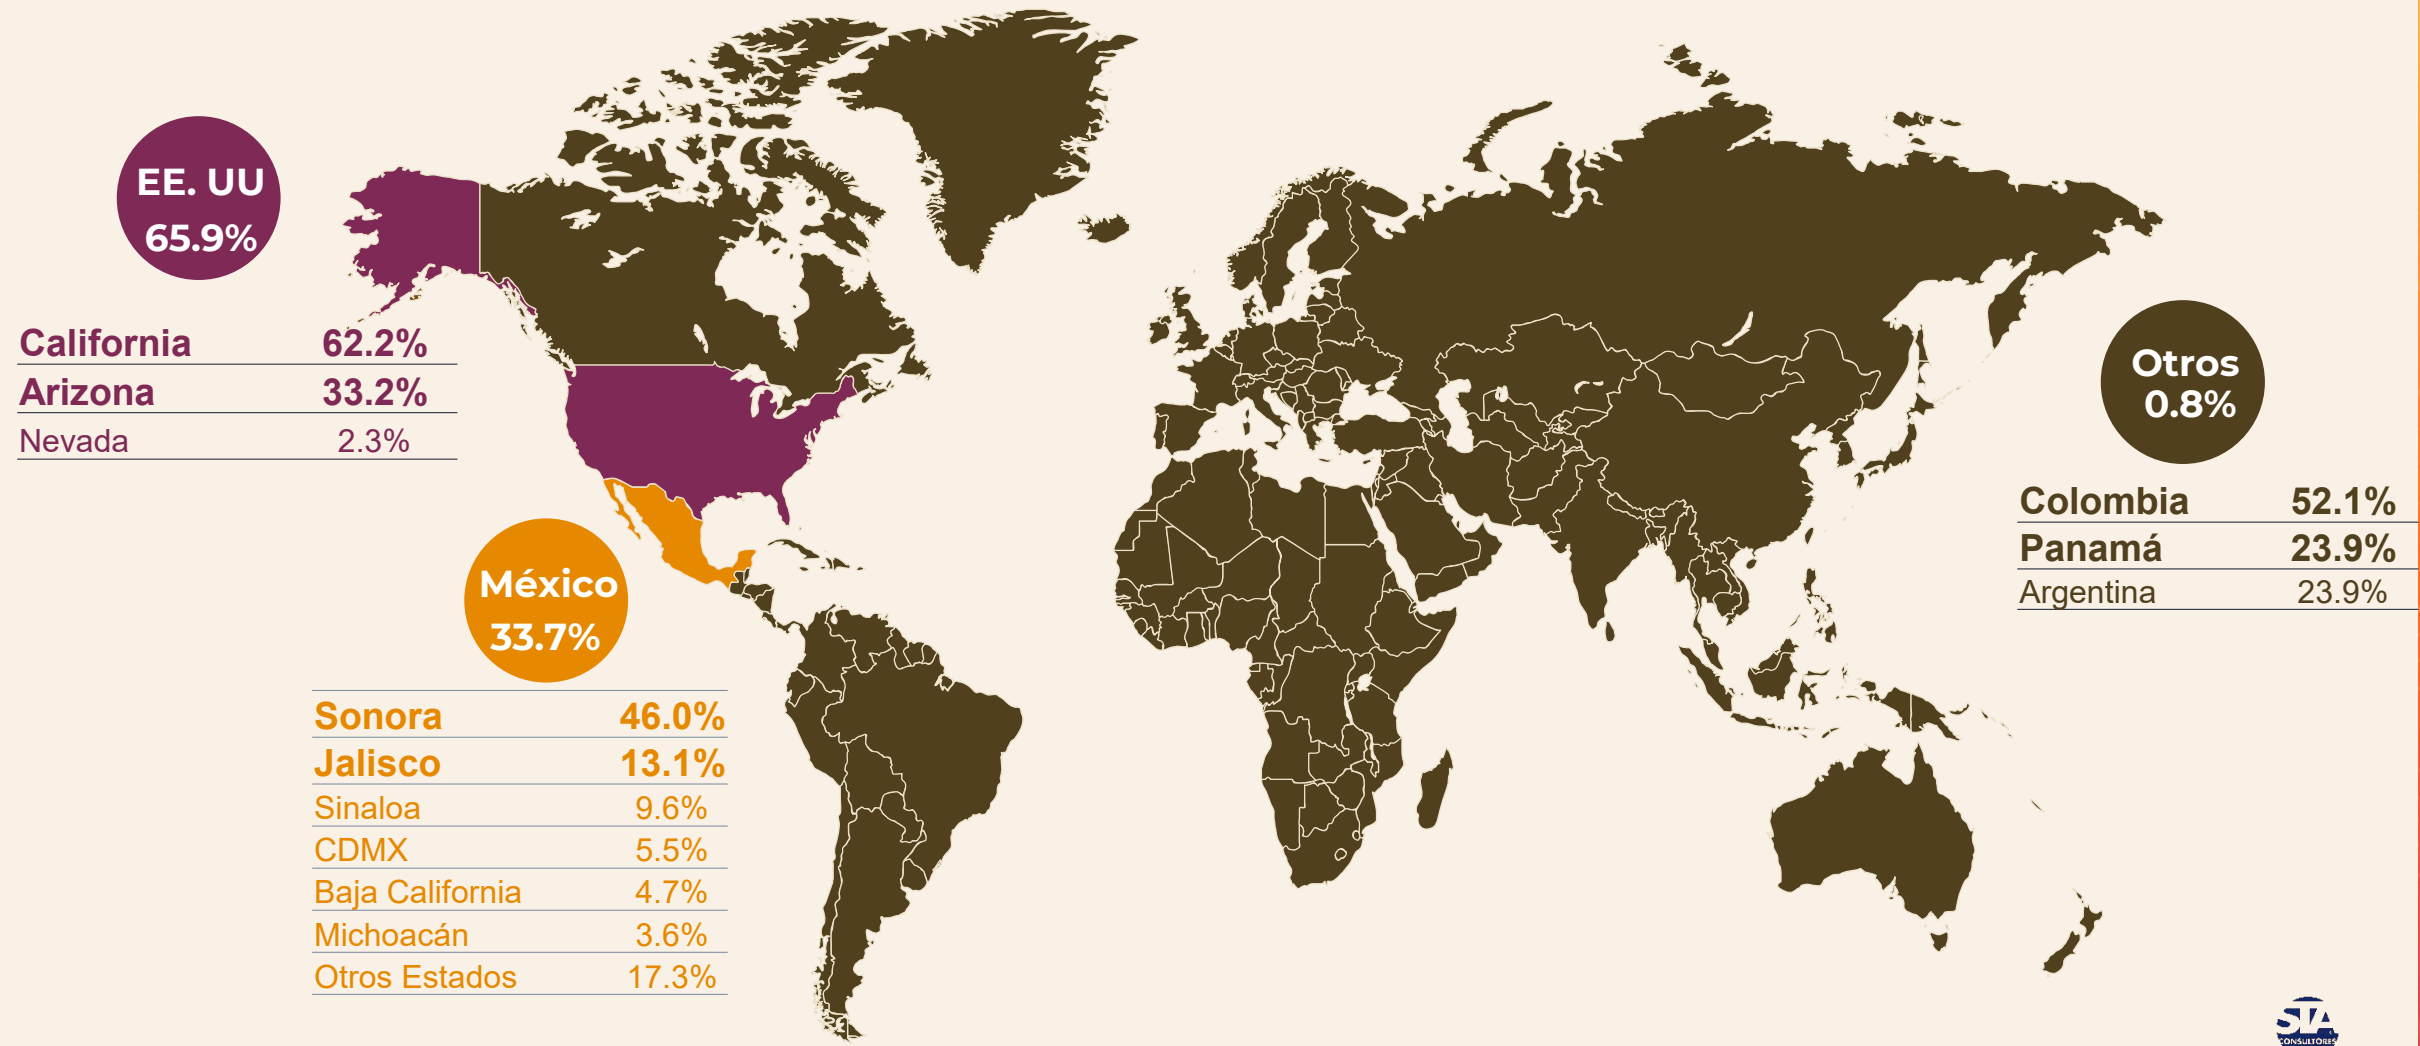 EE. UU
65.9%
California 62.2%
Arizona 33.2%
Nevada 2.3%
México
33.7%
Sonora 46.0%
Jalisco 13.1%
Sinaloa 9.6%
CDMX 5.5%
Baja California 4.7%
Michoacán 3.6%
Otros Estados 17.3%
Otros
0.8%
Colombia 52.1%
Panamá 23.9%
Argentina 23.9%
STA
CONSULTORES